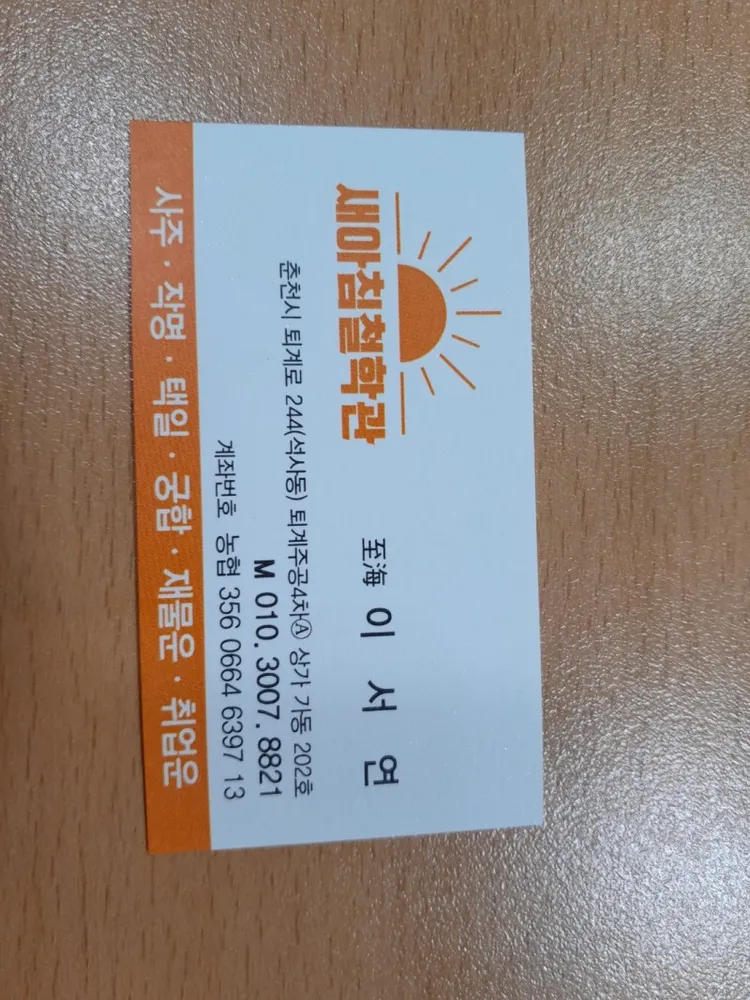 새아침철학관
至海 이 서 연
춘천시 퇴계로 244(석사동) 퇴계주공4차Ⓐ 상가 가동 202호
M 010. 3007. 8821
계좌번호 농협 356 0664 6397 13
사주 · 작명 · 택일 · 궁합 · 재물운 · 취업운